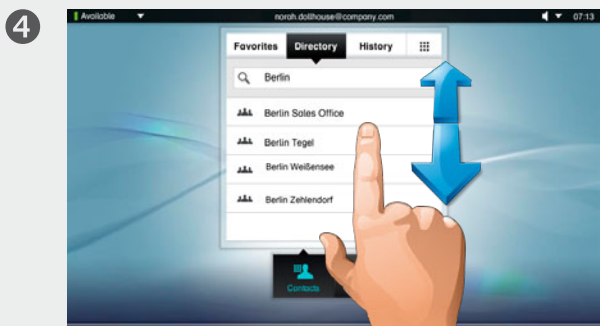 4
Available norah.dollhouse@company.com 07:13
Favorites Directory History
Berlin
Berlin Sales Office
Berlin Tegel
Berlin Weißensee
Berlin Zehlendorf
Contacts